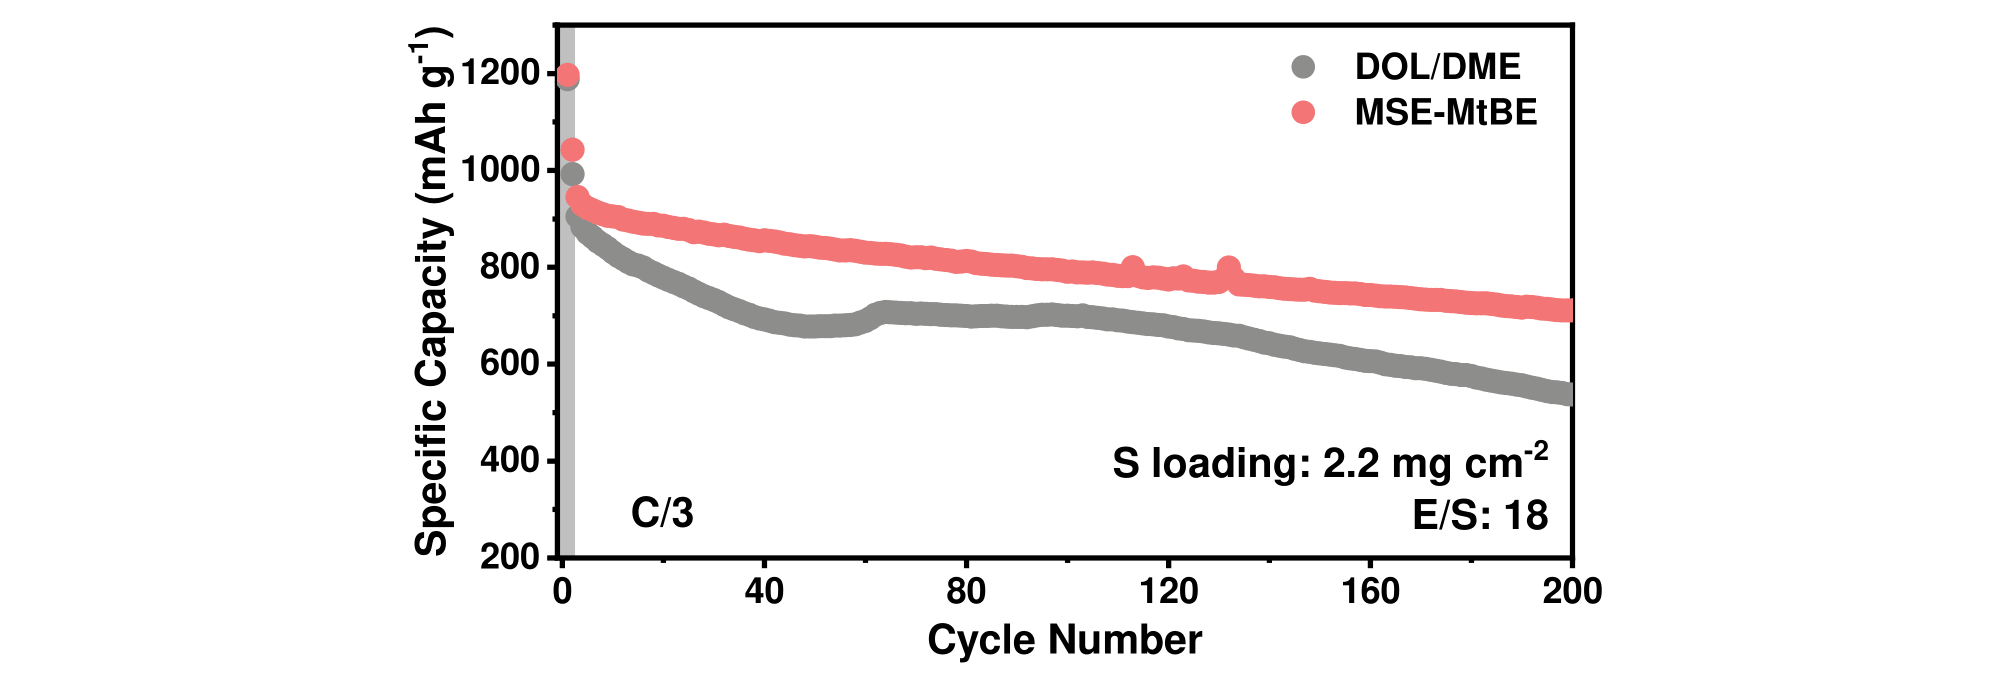 Specific Capacity (mAh g⁻¹)
1200
1000
800
600
400
200
DOL/DME
MSE-MtBE
S loading: 2.2 mg cm⁻²
C/3
E/S: 18
0 40 80 120 160 200
Cycle Number